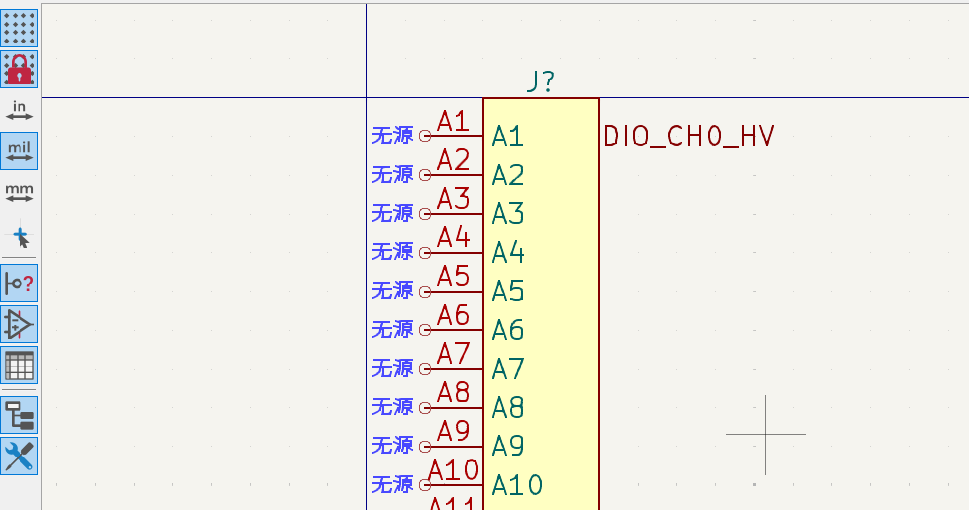 in
mil
mm
?
J?
无源 A1 A1 DIO_CH0_HV
无源 A2 A2
无源 A3 A3
无源 A4 A4
无源 A5 A5
无源 A6 A6
无源 A7 A7
无源 A8 A8
无源 A9 A9
无源 A10 A10
A11